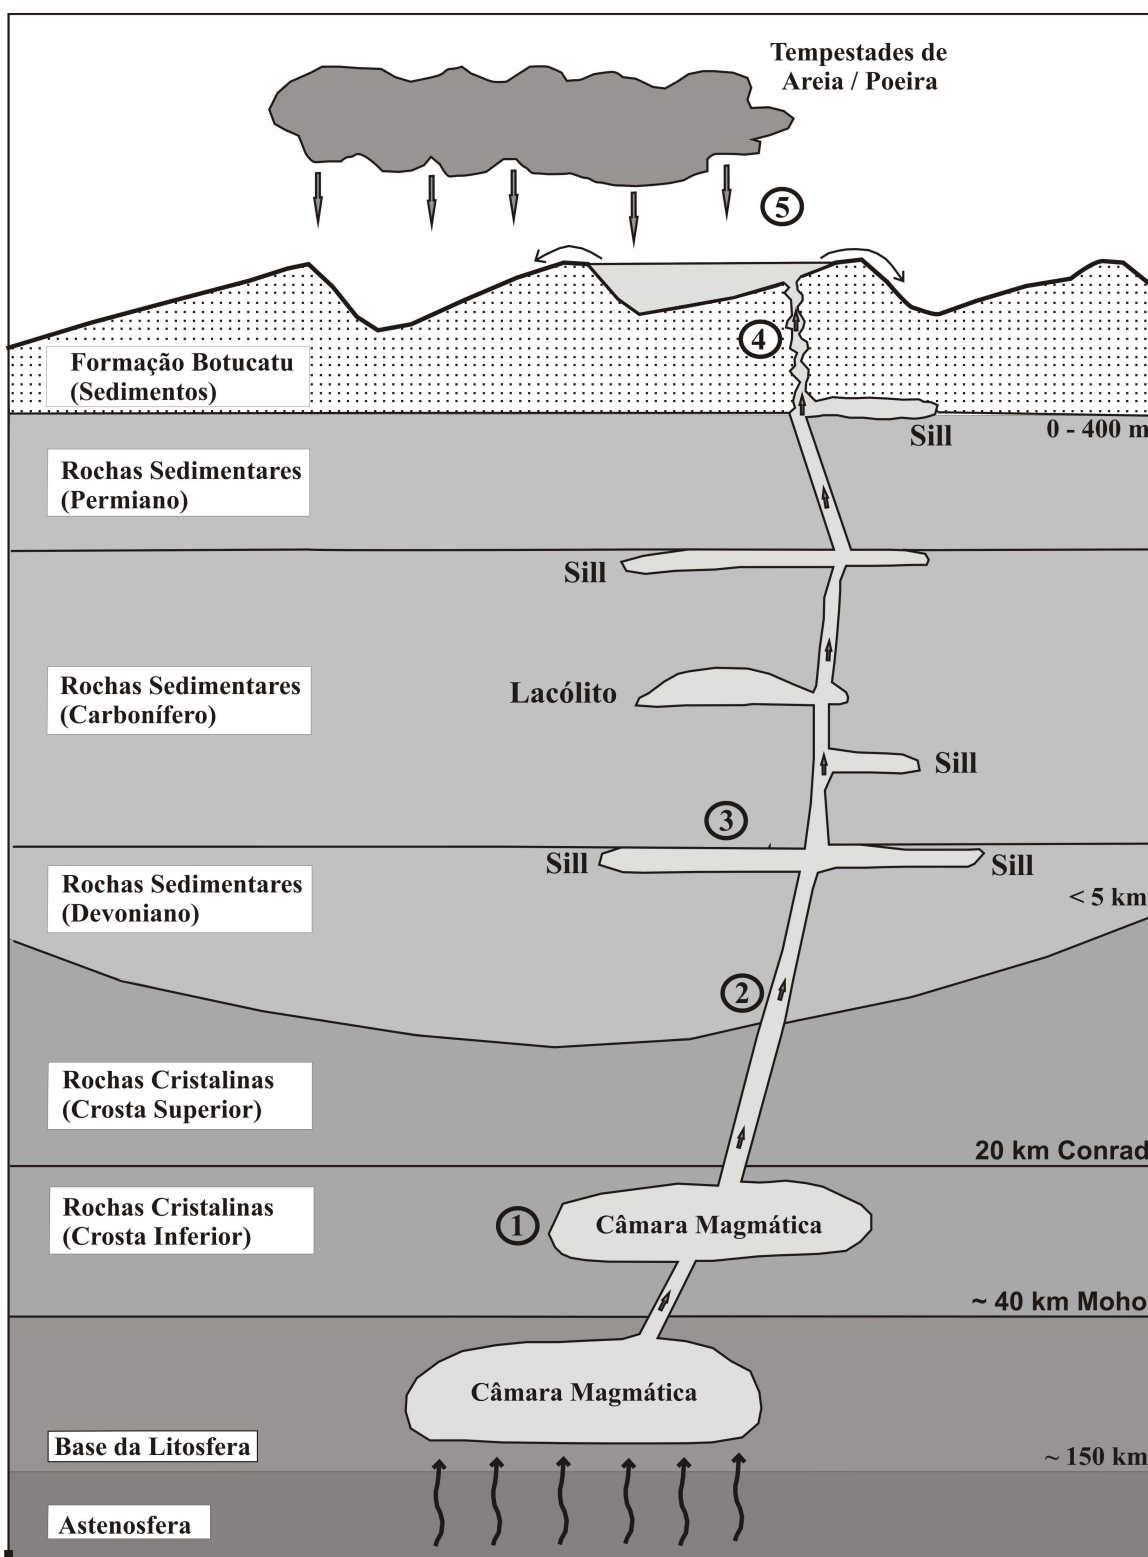 Tempestades de
Areia / Poeira
5
4
Formação Botucatu
(Sedimentos)
Sill
0 - 400 m
Rochas Sedimentares
(Permiano)
Sill
Rochas Sedimentares
(Carbonífero)
Lacólito
Sill
3
Sill
Sill
Rochas Sedimentares
(Devoniano)
< 5 km
2
Rochas Cristalinas
(Crosta Superior)
20 km Conrad
Rochas Cristalinas
(Crosta Inferior)
1
Câmara Magmática
~ 40 km Moho
Câmara Magmática
Base da Litosfera
~ 150 km
Astenosfera